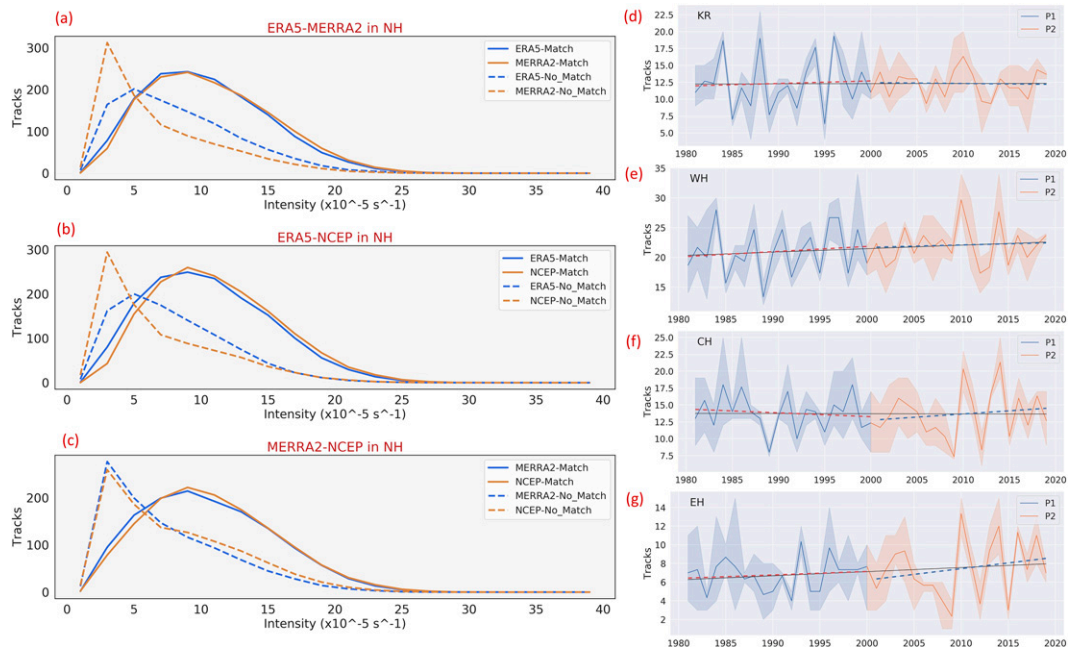 (a)
ERA5-MERRA2 in NH
300
200
100
0
Tracks
ERA5-Match
MERRA2-Match
ERA5-No_Match
MERRA2-No_Match
0 5 10 15 20 25 30 35 40
Intensity (x10^-5 s^-1)
(b)
ERA5-NCEP in NH
300
200
100
0
Tracks
ERA5-Match
NCEP-Match
ERA5-No_Match
NCEP-No_Match
0 5 10 15 20 25 30 35 40
Intensity (x10^-5 s^-1)
(c)
MERRA2-NCEP in NH
200
100
0
Tracks
MERRA2-Match
NCEP-Match
MERRA2-No_Match
NCEP-No_Match
0 5 10 15 20 25 30 35 40
Intensity (x10^-5 s^-1)
(d)
KR
P1
P2
22.5
20.0
17.5
15.0
12.5
10.0
7.5
5.0
Tracks
1980 1985 1990 1995 2000 2005 2010 2015 2020
(e)
WH
P1
P2
35
30
25
20
15
Tracks
1980 1985 1990 1995 2000 2005 2010 2015 2020
(f)
CH
P1
P2
25.0
22.5
20.0
17.5
15.0
12.5
10.0
7.5
Tracks
1980 1985 1990 1995 2000 2005 2010 2015 2020
(g)
EH
P1
P2
14
12
10
8
6
4
2
Tracks
1980 1985 1990 1995 2000 2005 2010 2015 2020